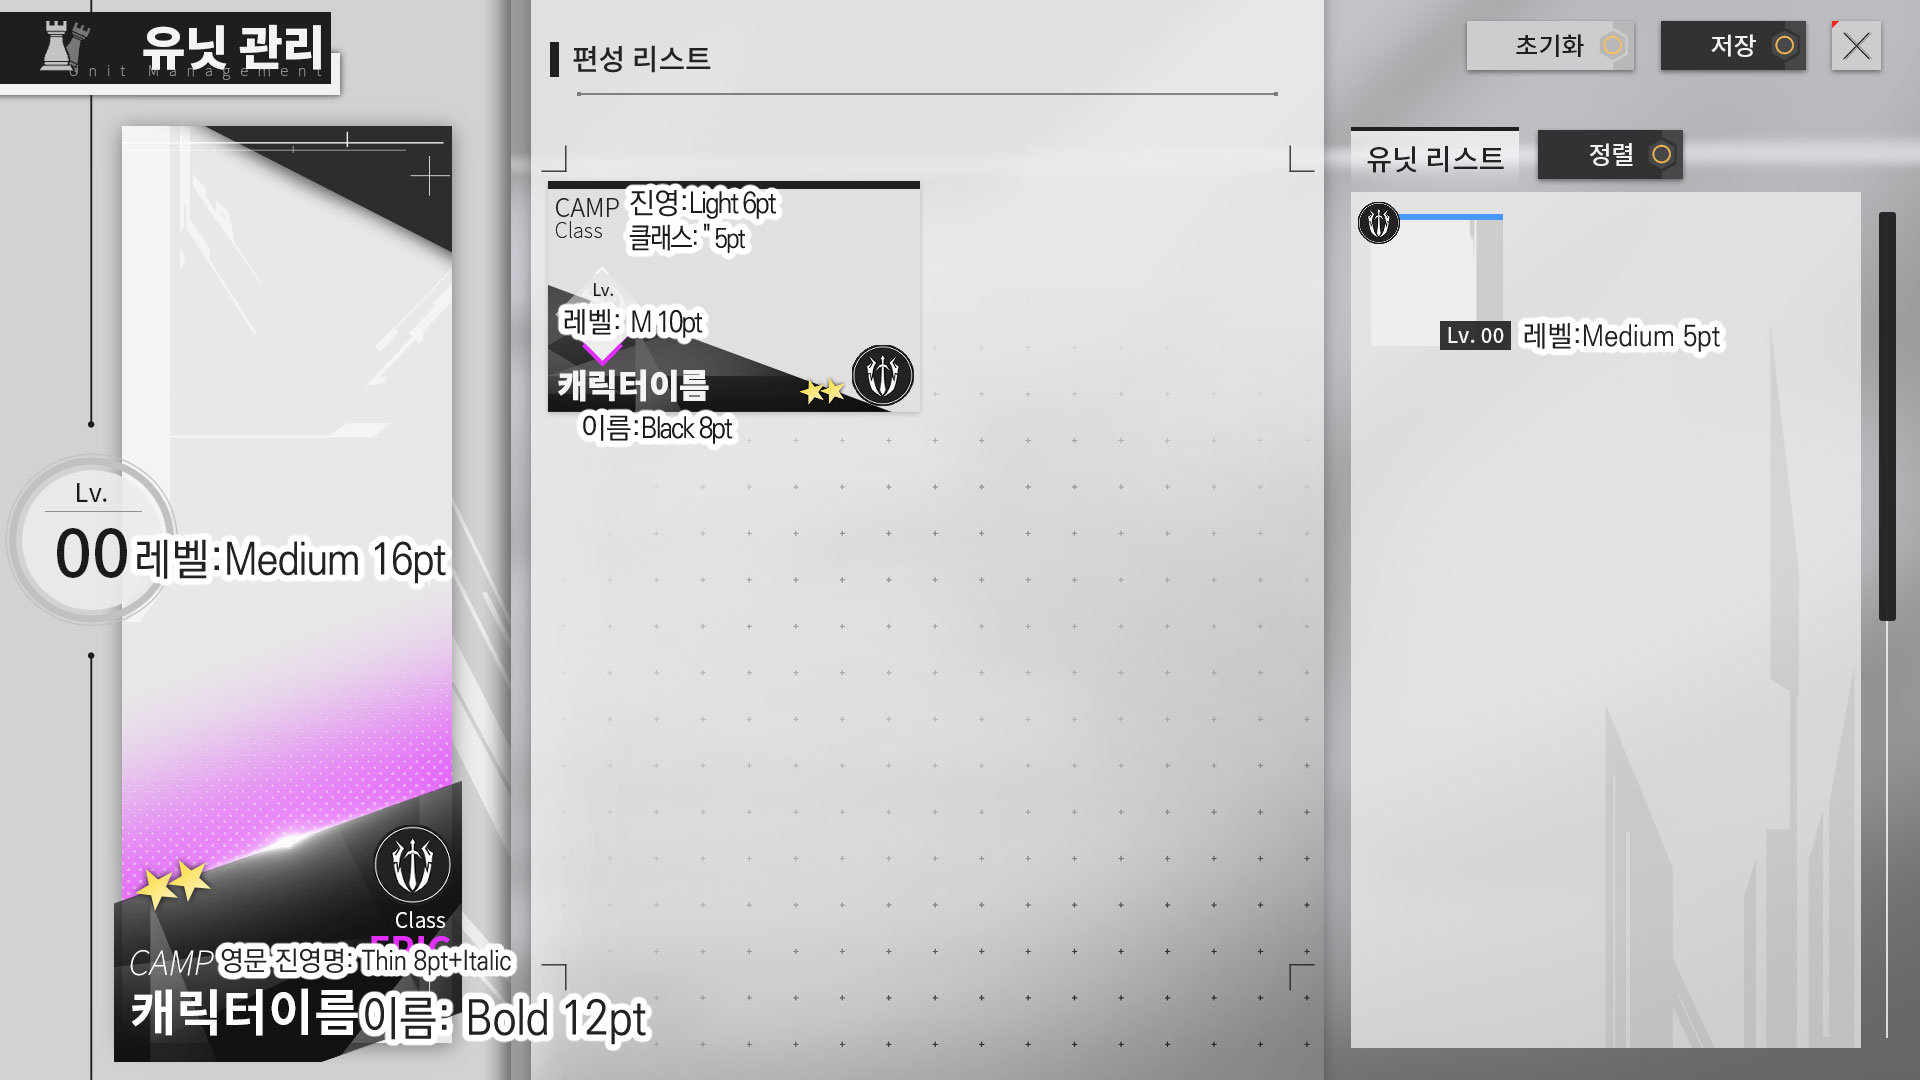 유닛 관리
Unit Management
편성 리스트
초기화
저장
유닛 리스트
정렬
CAMP
Class
진영:Light 6pt
클래스: " 5pt
Lv.
레벨: M 10pt
캐릭터이름
이름:Black 8pt
Lv. 00
레벨:Medium 5pt
Lv.
00
레벨:Medium 16pt
Class
EPIC
CAMP
영문 진영명: Thin 8pt+Italic
캐릭터이름
이름: Bold 12pt